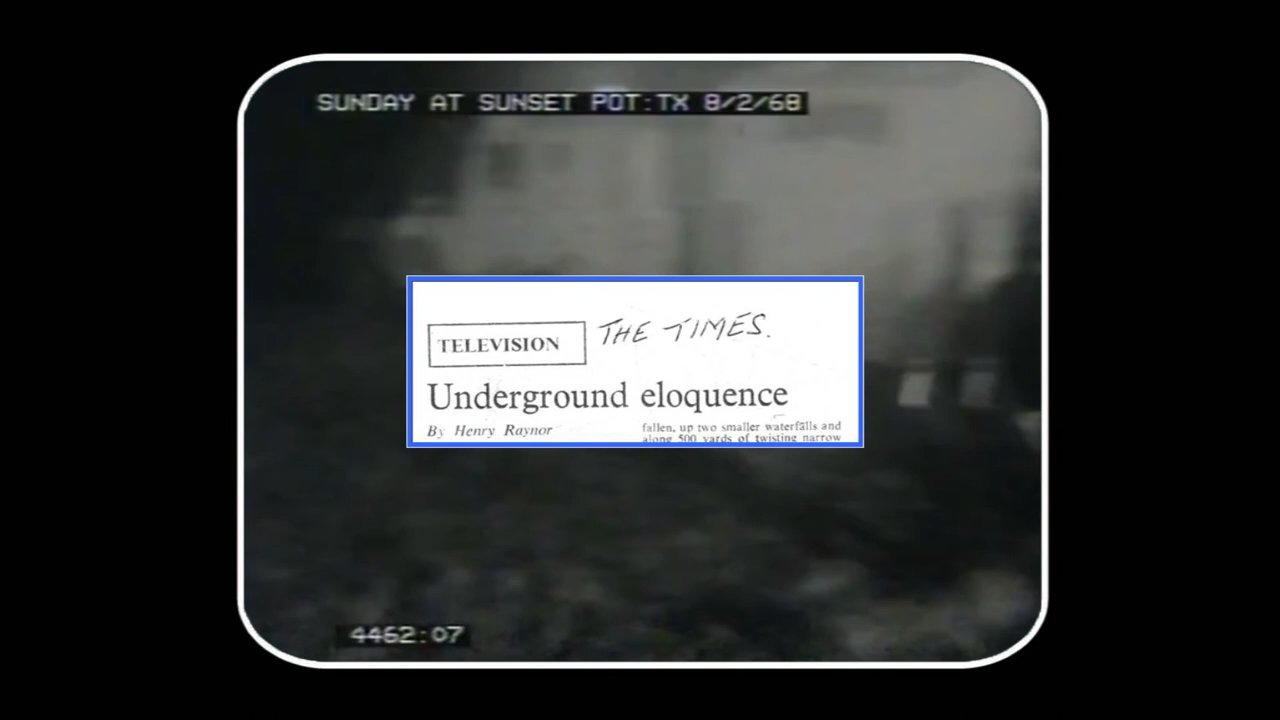 SUNDAY AT SUNSET POT:TX 8/2/68
TELEVISION
THE TIMES.
Underground eloquence
By Henry Raynor
fallen, up two smaller waterfalls and
along 500 yards of twisting narrow
4462:07